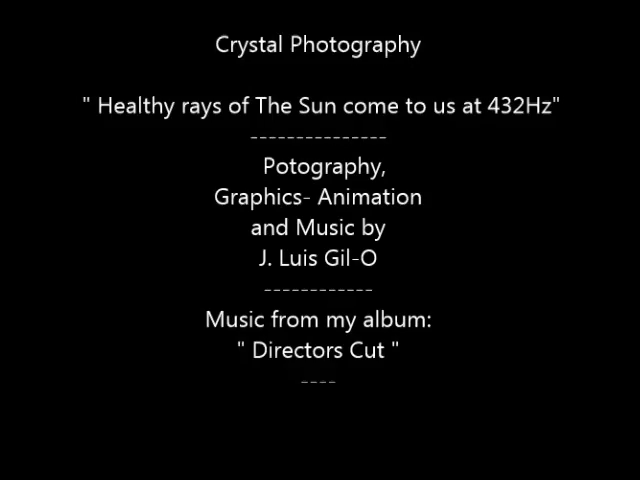 Crystal Photography
" Healthy rays of The Sun come to us at 432Hz"
---------------
Potography,
Graphics- Animation
and Music by
J. Luis Gil-O
------------
Music from my album:
" Directors Cut "
----